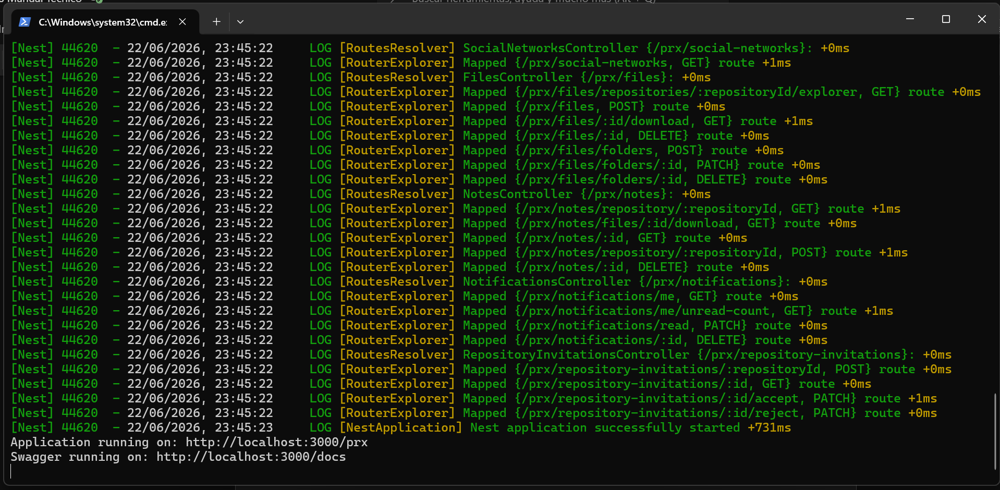 Manual Técnico
Buscar herramientas, ayuda y mucho más (Alt + Q)
C:\Windows\system32\cmd.e
[Nest] 44620  - 22/06/2026, 23:45:22     LOG [RoutesResolver] SocialNetworksController {/prx/social-networks}: +0ms
[Nest] 44620  - 22/06/2026, 23:45:22     LOG [RouterExplorer] Mapped {/prx/social-networks, GET} route +1ms
[Nest] 44620  - 22/06/2026, 23:45:22     LOG [RoutesResolver] FilesController {/prx/files}: +0ms
[Nest] 44620  - 22/06/2026, 23:45:22     LOG [RouterExplorer] Mapped {/prx/files/repositories/:repositoryId/explorer, GET} route +0ms
[Nest] 44620  - 22/06/2026, 23:45:22     LOG [RouterExplorer] Mapped {/prx/files, POST} route +0ms
[Nest] 44620  - 22/06/2026, 23:45:22     LOG [RouterExplorer] Mapped {/prx/files/:id/download, GET} route +1ms
[Nest] 44620  - 22/06/2026, 23:45:22     LOG [RouterExplorer] Mapped {/prx/files/:id, DELETE} route +0ms
[Nest] 44620  - 22/06/2026, 23:45:22     LOG [RouterExplorer] Mapped {/prx/files/folders, POST} route +0ms
[Nest] 44620  - 22/06/2026, 23:45:22     LOG [RouterExplorer] Mapped {/prx/files/folders/:id, PATCH} route +0ms
[Nest] 44620  - 22/06/2026, 23:45:22     LOG [RouterExplorer] Mapped {/prx/files/folders/:id, DELETE} route +0ms
[Nest] 44620  - 22/06/2026, 23:45:22     LOG [RoutesResolver] NotesController {/prx/notes}: +0ms
[Nest] 44620  - 22/06/2026, 23:45:22     LOG [RouterExplorer] Mapped {/prx/notes/repository/:repositoryId, GET} route +1ms
[Nest] 44620  - 22/06/2026, 23:45:22     LOG [RouterExplorer] Mapped {/prx/notes/files/:id/download, GET} route +0ms
[Nest] 44620  - 22/06/2026, 23:45:22     LOG [RouterExplorer] Mapped {/prx/notes/:id, GET} route +0ms
[Nest] 44620  - 22/06/2026, 23:45:22     LOG [RouterExplorer] Mapped {/prx/notes/repository/:repositoryId, POST} route +1ms
[Nest] 44620  - 22/06/2026, 23:45:22     LOG [RouterExplorer] Mapped {/prx/notes/:id, DELETE} route +0ms
[Nest] 44620  - 22/06/2026, 23:45:22     LOG [RoutesResolver] NotificationsController {/prx/notifications}: +0ms
[Nest] 44620  - 22/06/2026, 23:45:22     LOG [RouterExplorer] Mapped {/prx/notifications/me, GET} route +0ms
[Nest] 44620  - 22/06/2026, 23:45:22     LOG [RouterExplorer] Mapped {/prx/notifications/me/unread-count, GET} route +1ms
[Nest] 44620  - 22/06/2026, 23:45:22     LOG [RouterExplorer] Mapped {/prx/notifications/read, PATCH} route +0ms
[Nest] 44620  - 22/06/2026, 23:45:22     LOG [RouterExplorer] Mapped {/prx/notifications/:id, DELETE} route +0ms
[Nest] 44620  - 22/06/2026, 23:45:22     LOG [RoutesResolver] RepositoryInvitationsController {/prx/repository-invitations}: +0ms
[Nest] 44620  - 22/06/2026, 23:45:22     LOG [RouterExplorer] Mapped {/prx/repository-invitations/:repositoryId, POST} route +0ms
[Nest] 44620  - 22/06/2026, 23:45:22     LOG [RouterExplorer] Mapped {/prx/repository-invitations/:id, GET} route +0ms
[Nest] 44620  - 22/06/2026, 23:45:22     LOG [RouterExplorer] Mapped {/prx/repository-invitations/:id/accept, PATCH} route +1ms
[Nest] 44620  - 22/06/2026, 23:45:22     LOG [RouterExplorer] Mapped {/prx/repository-invitations/:id/reject, PATCH} route +0ms
[Nest] 44620  - 22/06/2026, 23:45:23     LOG [NestApplication] Nest application successfully started +731ms
Application running on: http://localhost:3000/prx
Swagger running on: http://localhost:3000/docs